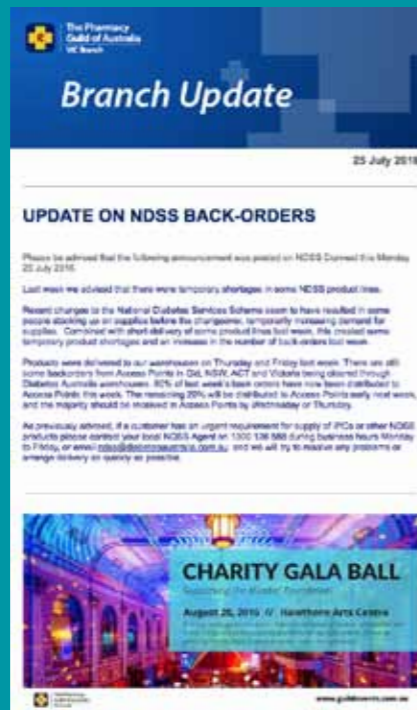 The Pharmacy
Guild of Australia
VIC Branch
Branch Update
25 July 2016
UPDATE ON NDSS BACK-ORDERS
Please be advised that the following announcement was posted on NDSS Connect this Monday
25 July 2016.
Last week we advised that there were temporary shortages in some NDSS product lines.
Recent changes to the National Diabetes Services Scheme seem to have resulted in some
people stocking up on supplies before the changeover, temporarily increasing demand for
supplies. Combined with short delivery of some product lines last week, this created some
temporary product shortages and an increase in the number of back-orders last week.
Products were delivered to our warehouses on Thursday and Friday last week. There are still
some backorders from Access Points in Qld, NSW, ACT and Victoria being cleared through
Diabetes Australia warehouses. 80% of last week's back orders have now been distributed to
Access Points this week. The remaining 20% will be distributed to Access Points early next week,
and the majority should be received in Access Points by Wednesday or Thursday.
As previously advised, if a customer has an urgent requirement for supply of IPCs or other NDSS
products please contact your local NDSS Agent on 1300 136 588 during business hours Monday
to Friday, or email ndss@diabetesaustralia.com.au and we will try to resolve any problems or
arrange delivery as quickly as possible.
CHARITY GALA BALL
August 20, 2016 // Hawthorn Arts Centre
www.guildevents.com.au